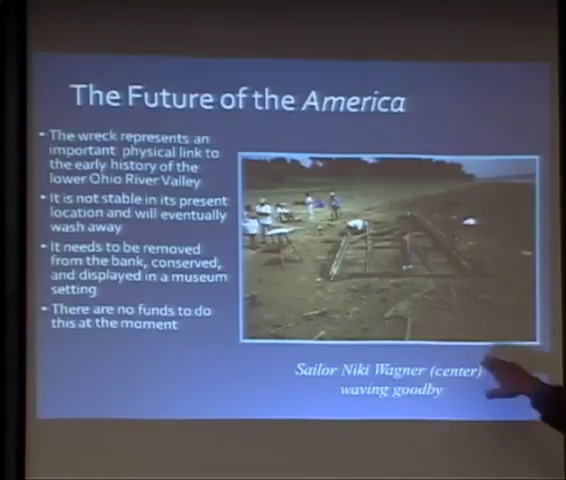 The Future of the America
• The wreck represents an
important physical link to
the early history of the
lower Ohio River Valley
• It is not stable in its present
location and will eventually
wash away
• It needs to be removed
from the bank, conserved,
and displayed in a museum
setting
• There are no funds to do
this at the moment
Sailor Niki Wagner (center)
waving goodby